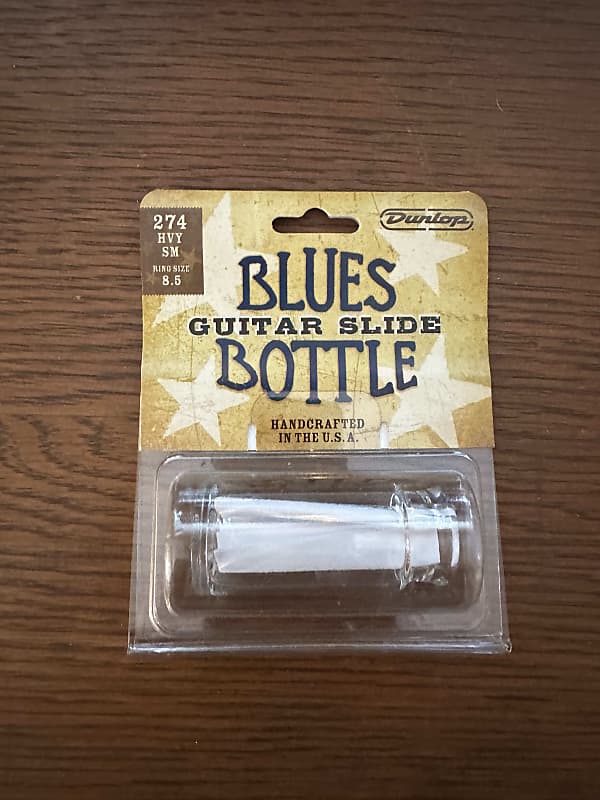 274
HVY
SM
RING SIZE
8.5
Dunlop
BLUES
GUITAR SLIDE
BOTTLE
HANDCRAFTED
IN THE U.S.A.